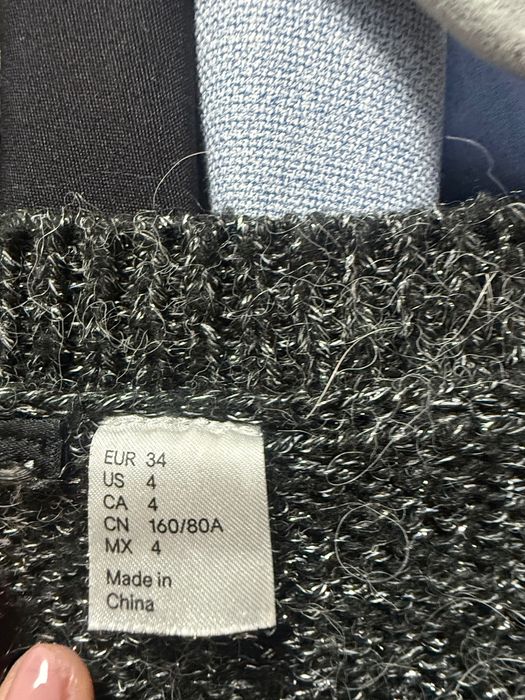 EUR 34
US 4
CA 4
CN 160/80A
MX 4
Made in
China